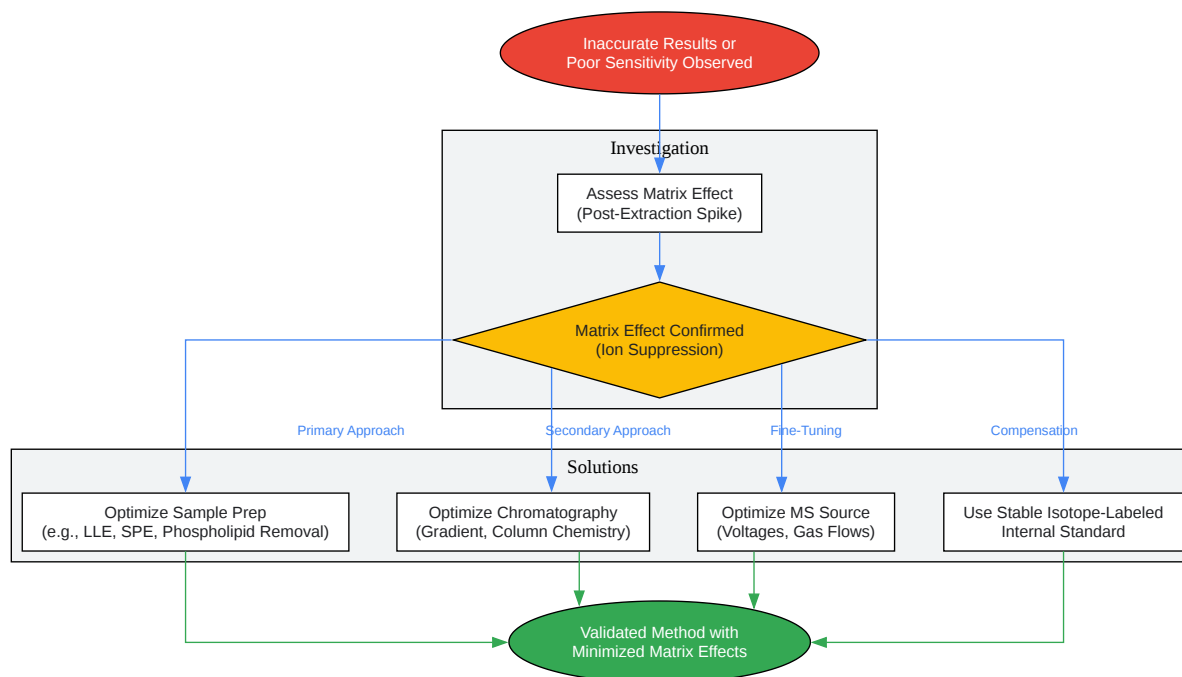 Inaccurate Results or
Poor Sensitivity Observed
Investigation
Assess Matrix Effect
(Post-Extraction Spike)
Matrix Effect Confirmed
(Ion Suppression)
Primary Approach
Secondary Approach
Fine-Tuning
Compensation
Solutions
Optimize Sample Prep
(e.g., LLE, SPE, Phospholipid Removal)
Optimize Chromatography
(Gradient, Column Chemistry)
Optimize MS Source
(Voltages, Gas Flows)
Use Stable Isotope-Labeled
Internal Standard
Validated Method with
Minimized Matrix Effects